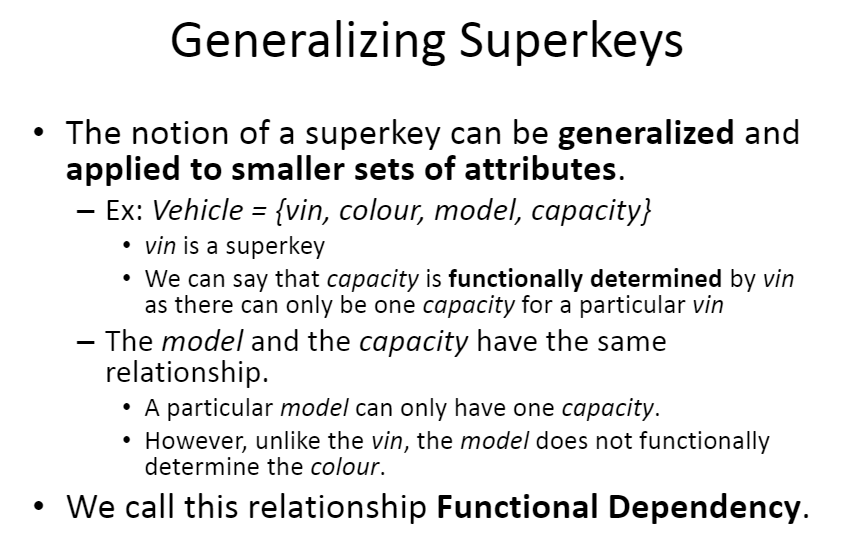 Generalizing Superkeys
• The notion of a superkey can be generalized and
applied to smaller sets of attributes.
– Ex: Vehicle = {vin, colour, model, capacity}
• vin is a superkey
• We can say that capacity is functionally determined by vin
as there can only be one capacity for a particular vin
– The model and the capacity have the same
relationship.
• A particular model can only have one capacity.
• However, unlike the vin, the model does not functionally
determine the colour.
• We call this relationship Functional Dependency.